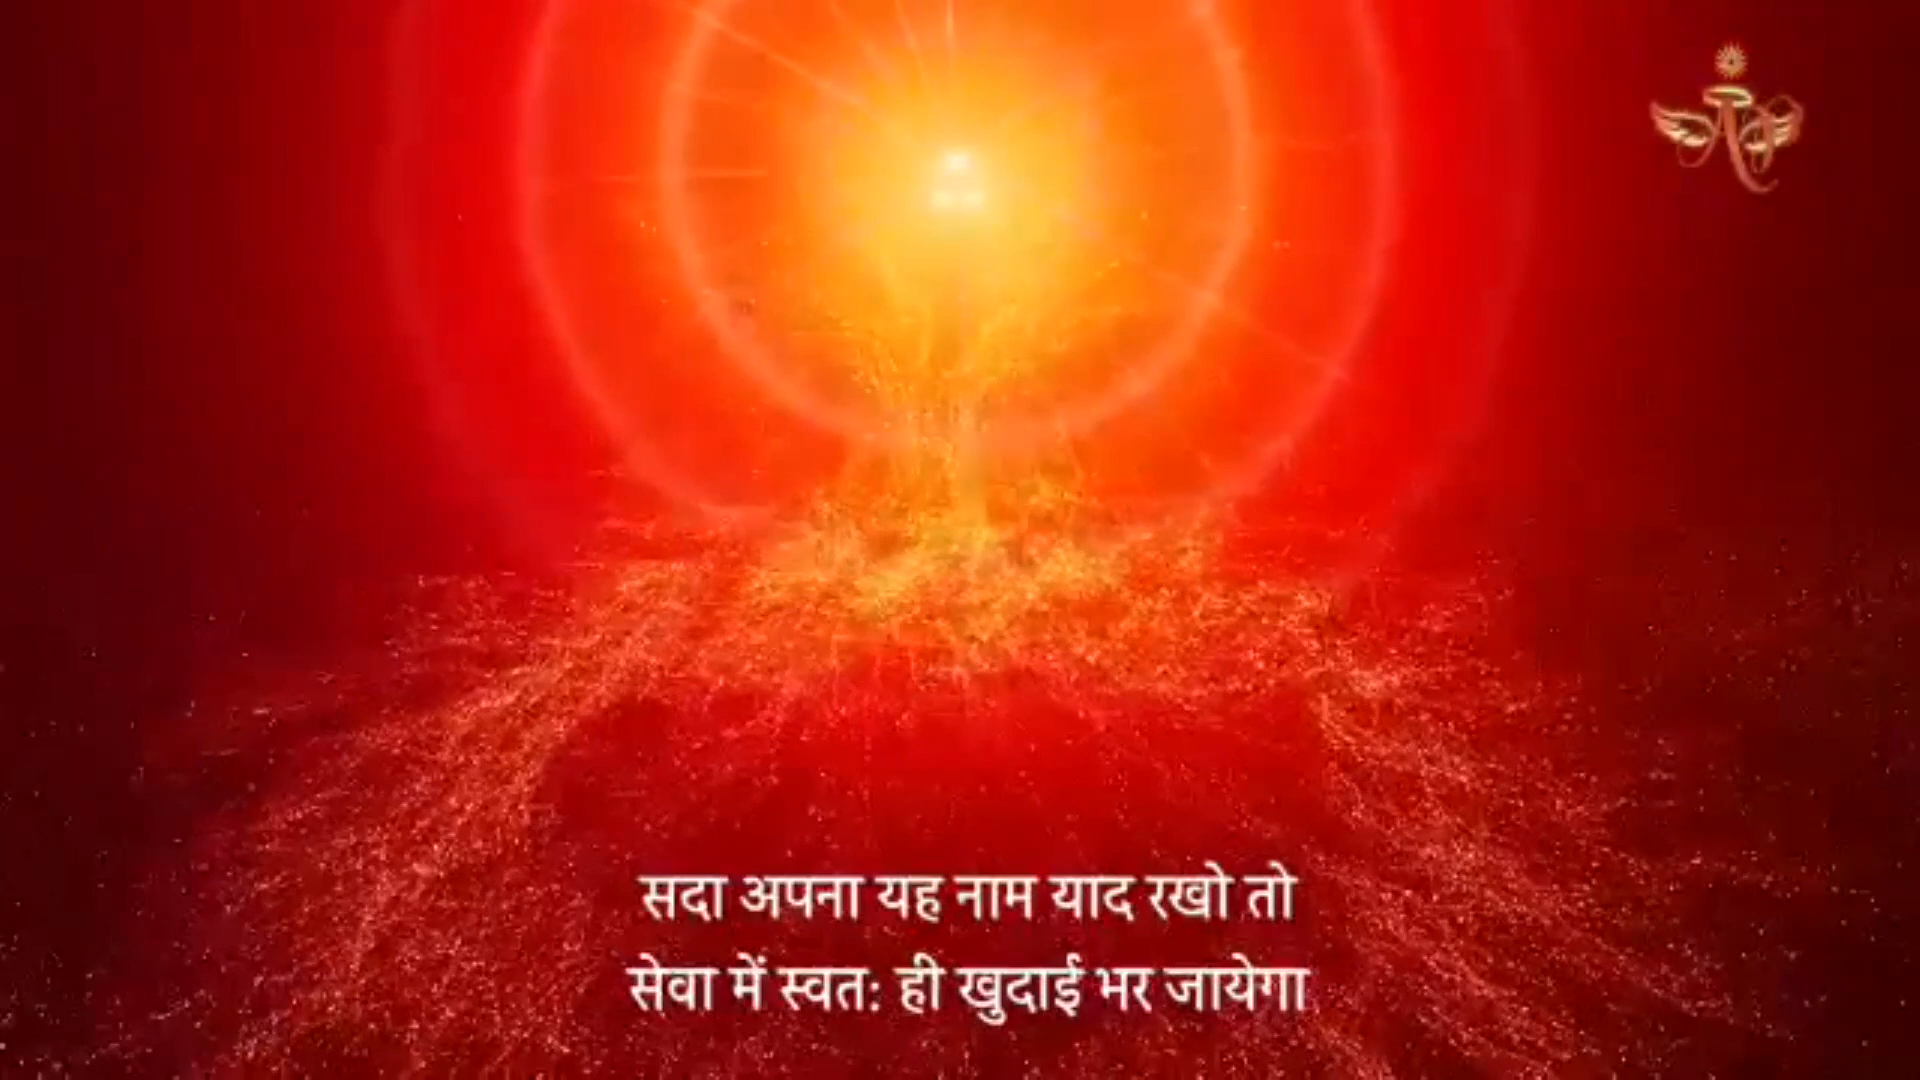 सदा अपना यह नाम याद रखो तो
सेवा में स्वतः ही खुदाई भर जायेगा